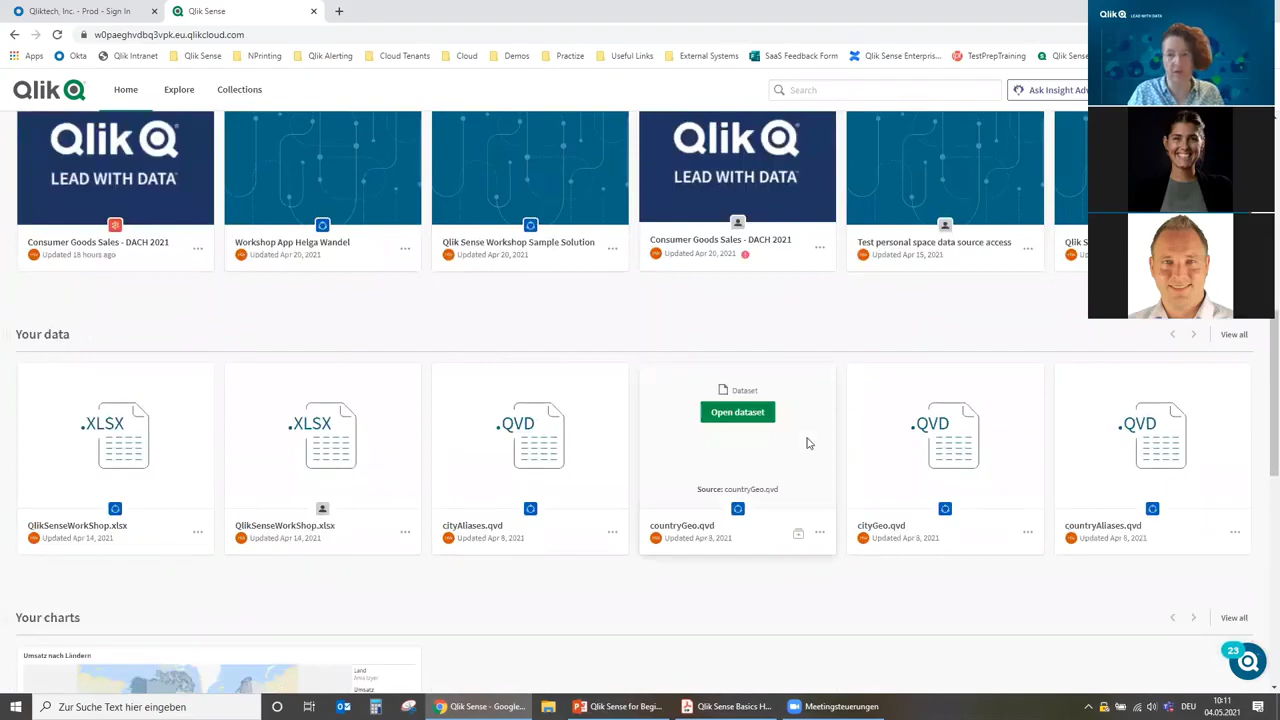 Qliktech, Inc. - Prod - Sign In
Qlik Sense
w0paeghvdbq3vpk.eu.qlikcloud.com
Apps
Okta
Qlik Intranet
Qlik Sense
NPrinting
Qlik Alerting
Cloud Tenants
Cloud
Demos
Practize
Useful Links
External Systems
SaaS Feedback Form
Qlik Sense Enterpris...
TestPrepTraining
Qlik Sense
Qlik
Home
Explore
Collections
Search
Ask Insight Adv
Qlik
LEAD WITH DATA
Qlik
LEAD WITH DATA™
Qlik
LEAD WITH DATA™
Consumer Goods Sales - DACH 2021
Updated 18 hours ago
Workshop App Helga Wandel
Updated Apr 20, 2021
Qlik Sense Workshop Sample Solution
Updated Apr 20, 2021
Consumer Goods Sales - DACH 2021
Updated Apr 20, 2021
Test personal space data source access
Updated Apr 15, 2021
Qlik S
Upd
Your data
View all
.XLSX
.XLSX
.QVD
Dataset
Open dataset
Source: countryGeo.qvd
.QVD
.QVD
QlikSenseWorkShop.xlsx
Updated Apr 14, 2021
QlikSenseWorkShop.xlsx
Updated Apr 14, 2021
cityAliases.qvd
Updated Apr 8, 2021
countryGeo.qvd
Updated Apr 8, 2021
cityGeo.qvd
Updated Apr 8, 2021
countryAliases.qvd
Updated Apr 8, 2021
Your charts
View all
Umsatz nach Ländern
Land
Umsatz
23
Zur Suche Text hier eingeben
Qlik Sense - Google...
Qlik Sense for Begi...
Qlik Sense Basics H...
Meetingsteuerungen
DEU
10:11
04.05.2021